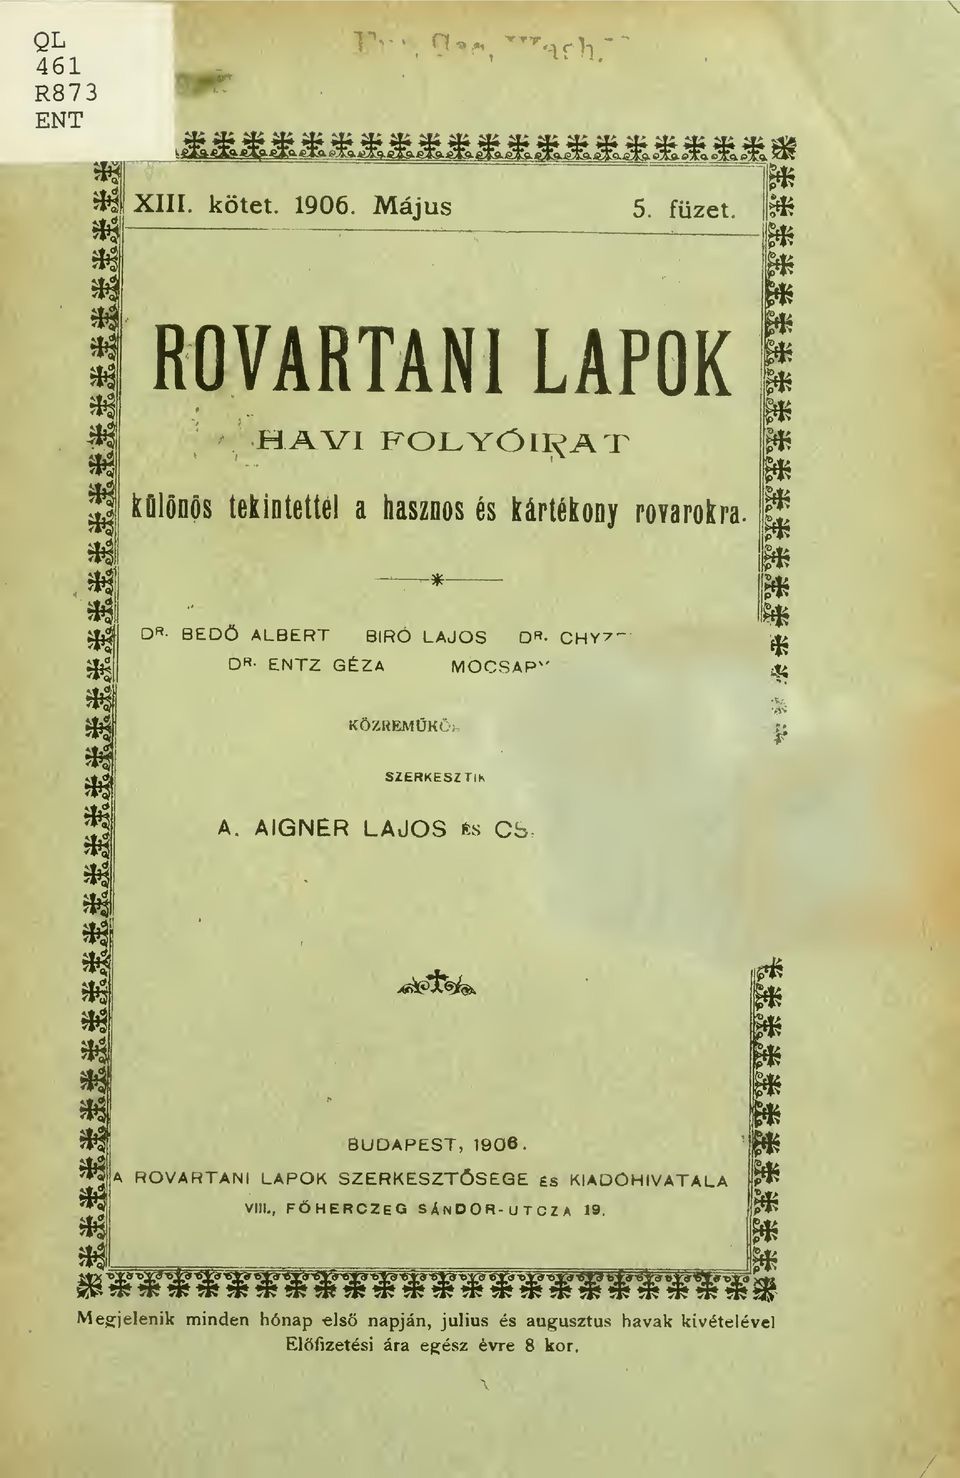 QL
461
R873
ENT
XIII. kötet. 1906. Május 5. füzet.
ROVARTANI LAPOK
HAVI FOLYÓIRAT
különös tekintettel a hasznos és kártékony rovarokra.
DR. BEDŐ ALBERT BIRÓ LAJOS DR.
DR. ENTZ GÉZA
SZERKESZTIK
A. AIGNER LAJOS ÉS
BUDAPEST, 1906.
A ROVARTANI LAPOK SZERKESZTŐSÉGE ÉS KIADÓHIVATALA
VIII., FŐHERCZEG SÁNDOR-UTCZA 19.
Megjelenik minden hónap első napján, julius és augusztus havak kivételével
Előfizetési ára egész évre 8 kor.